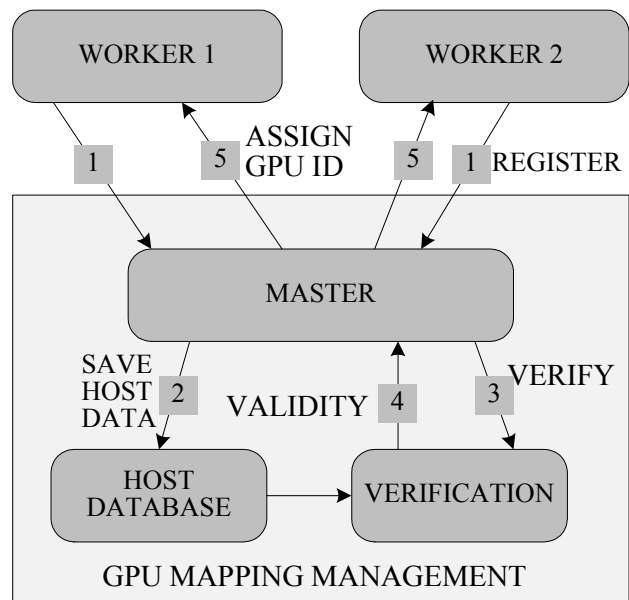 WORKER 1
WORKER 2
ASSIGN
GPU ID
1
5
5
1
REGISTER
MASTER
SAVE
HOST
DATA
2
VALIDITY
4
3
VERIFY
HOST
DATABASE
VERIFICATION
GPU MAPPING MANAGEMENT